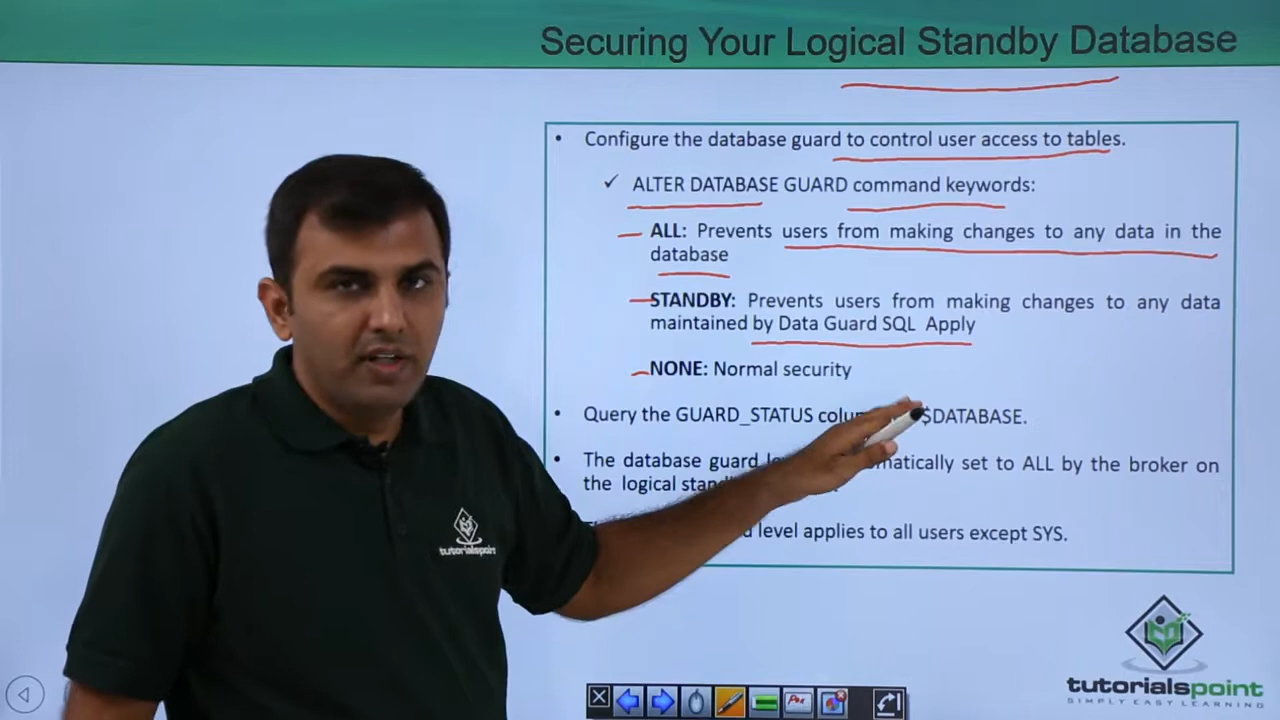 Securing Your Logical Standby Database
• Configure the database guard to control user access to tables.
✓ ALTER DATABASE GUARD command keywords:
ALL: Prevents users from making changes to any data in the
database
STANDBY: Prevents users from making changes to any data
maintained by Data Guard SQL Apply
NONE: Normal security
• Query the GUARD_STATUS $DATABASE.
• The database guard set to ALL by the broker on
the logical
level applies to all users except SYS.
tutorialspoint
tutorialspoint
SIMPLY EASY LEARNING
Pen